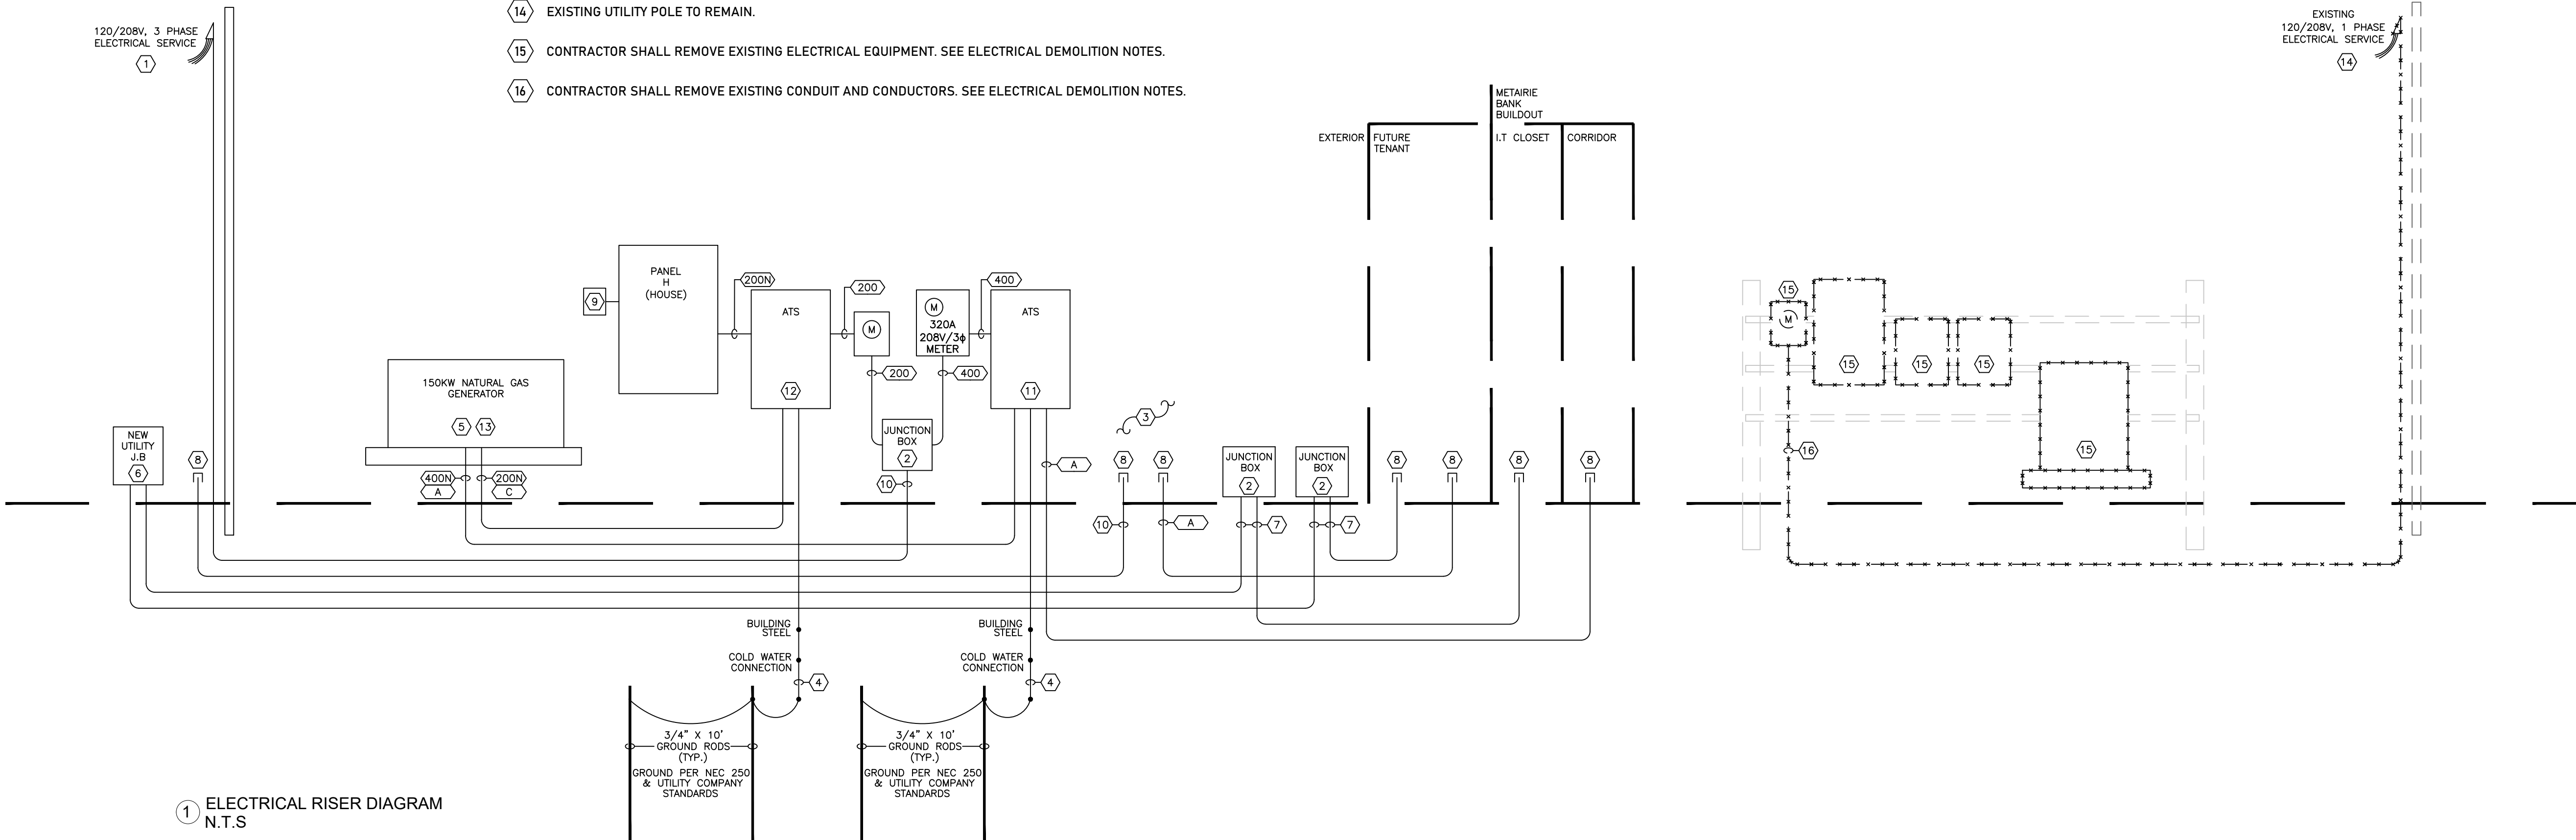 14 EXISTING UTILITY POLE TO REMAIN.
15 CONTRACTOR SHALL REMOVE EXISTING ELECTRICAL EQUIPMENT. SEE ELECTRICAL DEMOLITION NOTES.
16 CONTRACTOR SHALL REMOVE EXISTING CONDUIT AND CONDUCTORS. SEE ELECTRICAL DEMOLITION NOTES.
120/208V, 3 PHASE
ELECTRICAL SERVICE
1
EXISTING
120/208V, 1 PHASE
ELECTRICAL SERVICE
14
METAIRIE
BANK
BUILDOUT
EXTERIOR
FUTURE
TENANT
I.T CLOSET
CORRIDOR
9
PANEL
H
(HOUSE)
200N
ATS
12
200
M
200
M
320A
208V/3ϕ
METER
400
400
ATS
11
150KW NATURAL GAS
GENERATOR
5
13
400N
A
200N
C
NEW
UTILITY
J.B
6
8
JUNCTION
BOX
2
10
A
3
8
8
10
A
JUNCTION
BOX
2
7
JUNCTION
BOX
2
7
8
8
8
8
15
M
15
15
15
15
16
BUILDING
STEEL
COLD WATER
CONNECTION
4
BUILDING
STEEL
COLD WATER
CONNECTION
4
3/4" X 10'
GROUND RODS
(TYP.)
GROUND PER NEC 250
& UTILITY COMPANY
STANDARDS
3/4" X 10'
GROUND RODS
(TYP.)
GROUND PER NEC 250
& UTILITY COMPANY
STANDARDS
1 ELECTRICAL RISER DIAGRAM
N.T.S